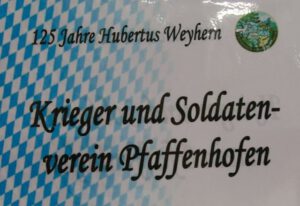 125 Jahre Hubertus Weyhern
Krieger und Soldaten-
verein Pfaffenhofen